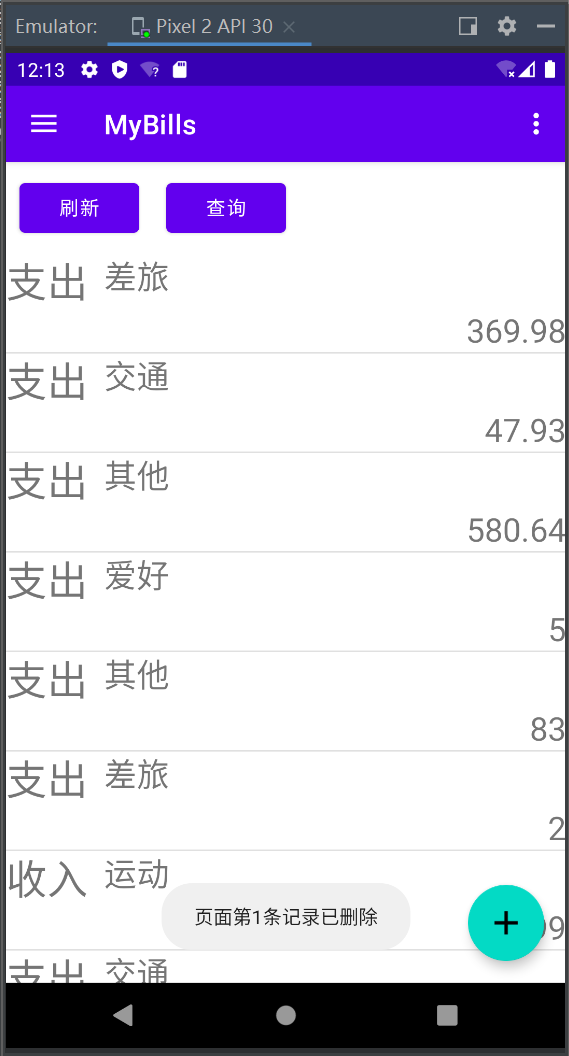 Emulator: Pixel 2 API 30
12:13
MyBills
刷新 查询
支出 差旅
369.98
支出 交通
47.93
支出 其他
580.64
支出 爱好
5
支出 其他
83
支出 差旅
2
收入 运动
页面第1条记录已删除
支出 交通